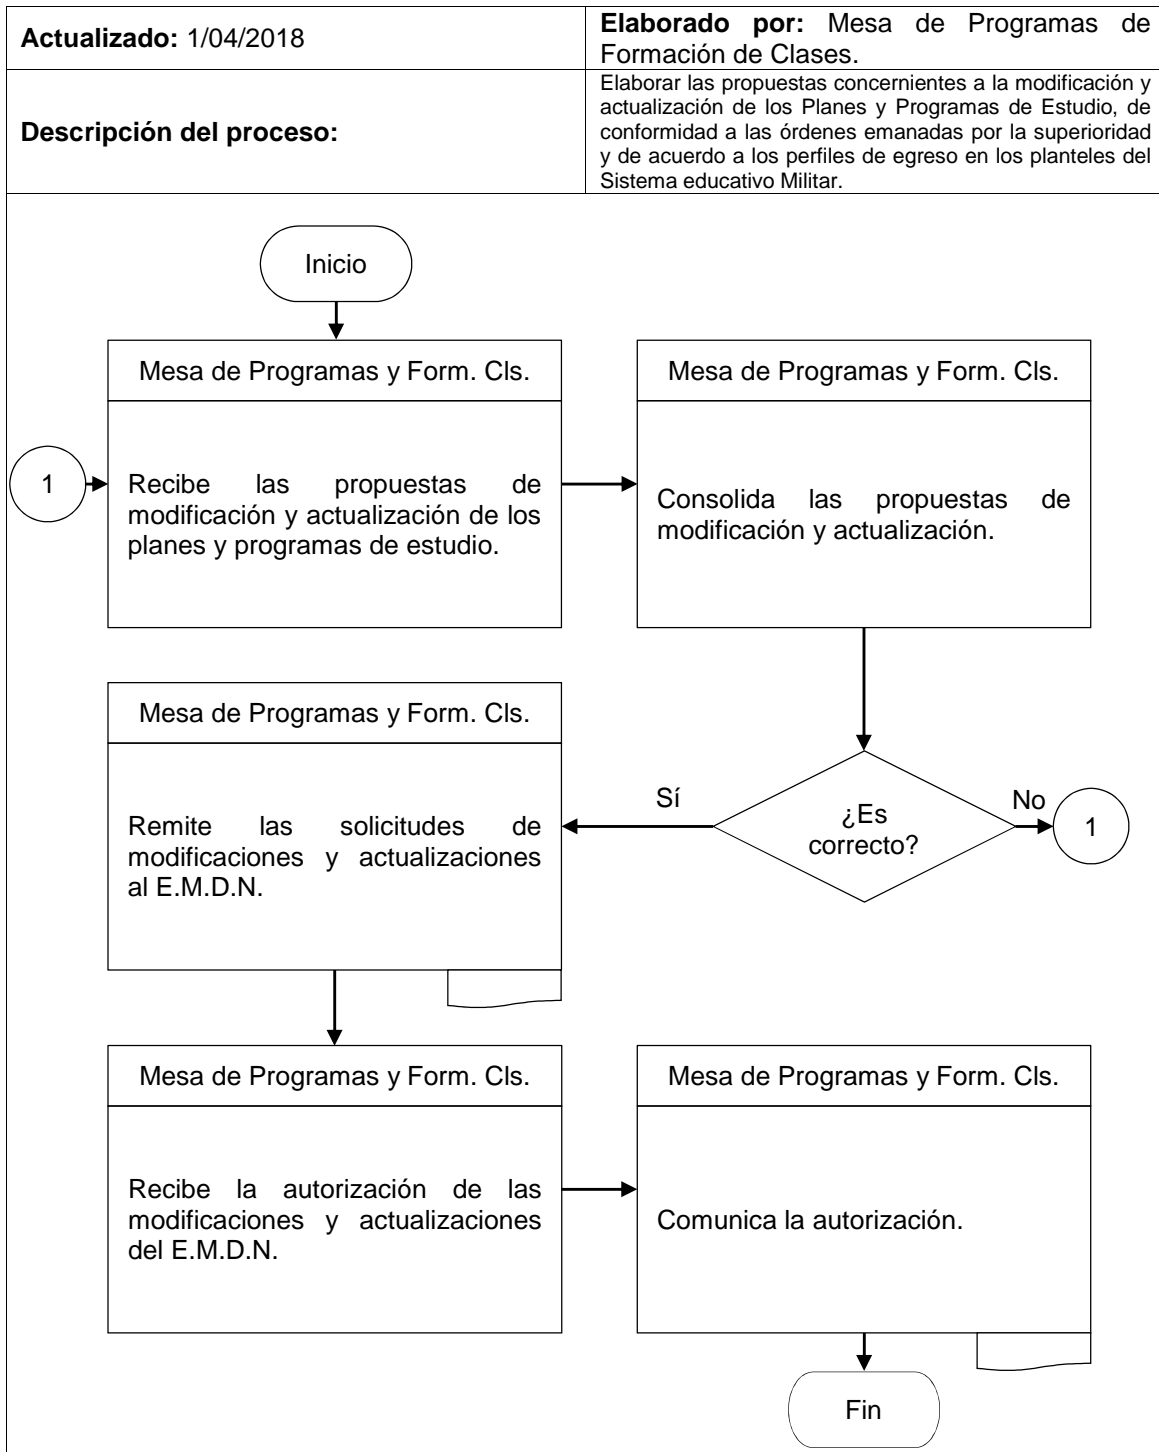 Actualizado: 1/04/2018
Elaborado por: Mesa de Programas de
Formación de Clases.
Descripción del proceso:
Elaborar las propuestas concernientes a la modificación y
actualización de los Planes y Programas de Estudio, de
conformidad a las órdenes emanadas por la superioridad
y de acuerdo a los perfiles de egreso en los planteles del
Sistema educativo Militar.
Inicio
Mesa de Programas y Form. Cls.
1
Recibe las propuestas de
modificación y actualización de los
planes y programas de estudio.
Mesa de Programas y Form. Cls.
Consolida las propuestas de
modificación y actualización.
¿Es
correcto?
No
1
Sí
Mesa de Programas y Form. Cls.
Remite las solicitudes de
modificaciones y actualizaciones
al E.M.D.N.
Mesa de Programas y Form. Cls.
Recibe la autorización de las
modificaciones y actualizaciones
del E.M.D.N.
Mesa de Programas y Form. Cls.
Comunica la autorización.
Fin